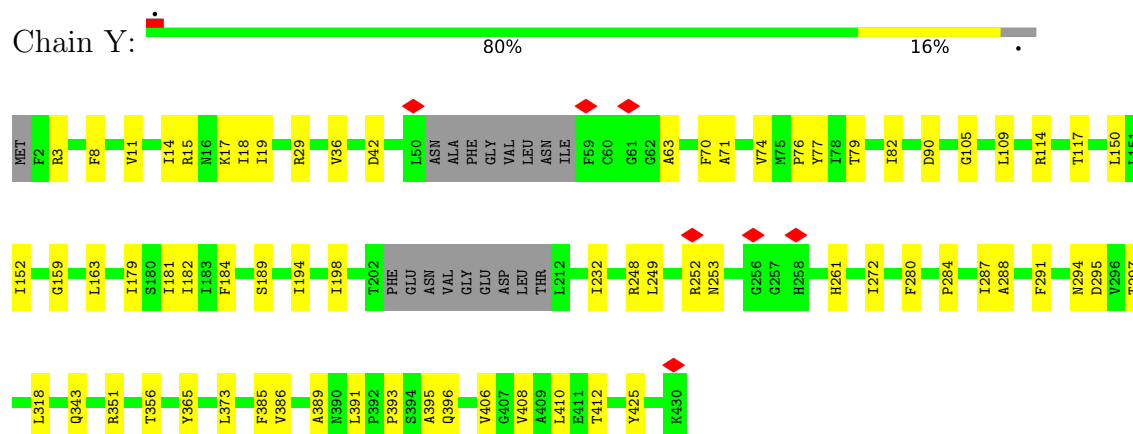 Chain Y:
80% 16%
MET F2 R3 F8 V11 I14 R15 N16 K17 I18 I19 R29 V36 D42 L50 ASN ALA PHE GLY VAL LEU ASN ILE F59 C60 G61 G62 A63 F70 A71 V74 M75 P76 Y77 I78 T79 I82 D90 G105 L109 R114 T117 L150 L151
I152 G159 L163 I179 S180 I181 I182 I183 F184 S189 I194 I198 T202 PHE GLU ASN VAL GLY GLU ASP LEU THR L212 I232 R248 L249 R252 N253 G256 G257 H258 H261 I272 F280 P284 I287 A288 F291 N294 D295 V296 T297
L318 Q343 R351 T356 Y365 L373 F385 V386 A389 N390 L391 P392 P393 S394 A395 Q396 V406 G407 V408 A409 L410 E411 T412 Y425 K430